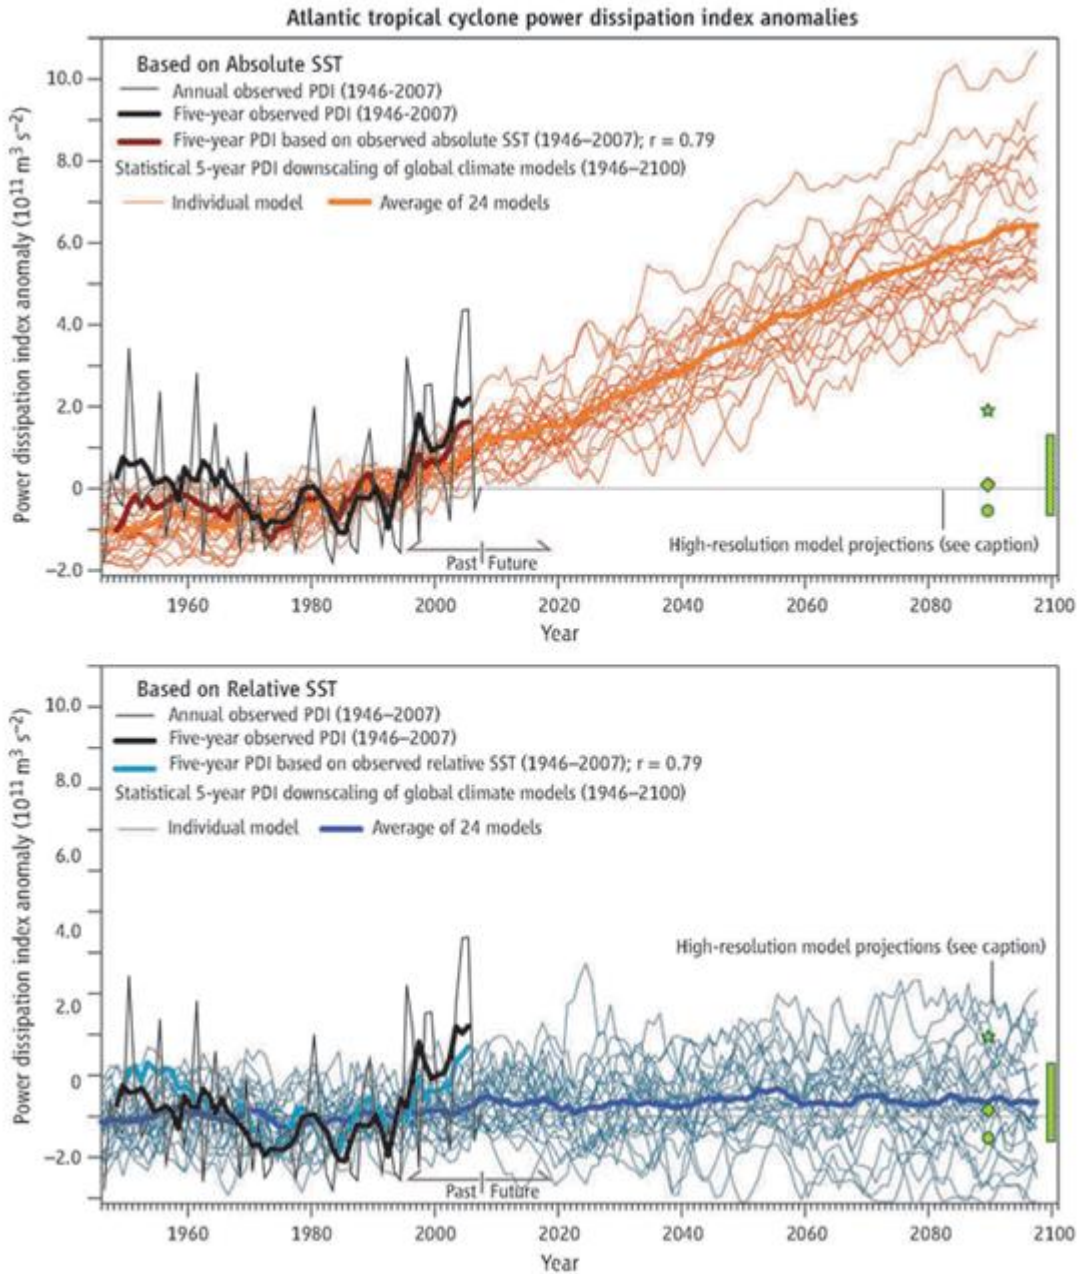 Atlantic tropical cyclone power dissipation index anomalies
Based on Absolute SST
Annual observed PDI (1946-2007)
Five-year observed PDI (1946-2007)
Five-year PDI based on observed absolute SST (1946–2007); r = 0.79
Statistical 5-year PDI downscaling of global climate models (1946–2100)
Individual model Average of 24 models
Power dissipation index anomaly (10¹¹ m³ s⁻²)
10.0
8.0
6.0
4.0
2.0
0
–2.0
High-resolution model projections (see caption)
Past Future
1960 1980 2000 2020 2040 2060 2080 2100
Year
Based on Relative SST
Annual observed PDI (1946–2007)
Five-year observed PDI (1946–2007)
Five-year PDI based on observed relative SST (1946–2007); r = 0.79
Statistical 5-year PDI downscaling of global climate models (1946–2100)
Individual model Average of 24 models
Power dissipation index anomaly (10¹¹ m³ s⁻²)
10.0
8.0
6.0
4.0
2.0
0
–2.0
High-resolution model projections (see caption)
Past Future
1960 1980 2000 2020 2040 2060 2080 2100
Year